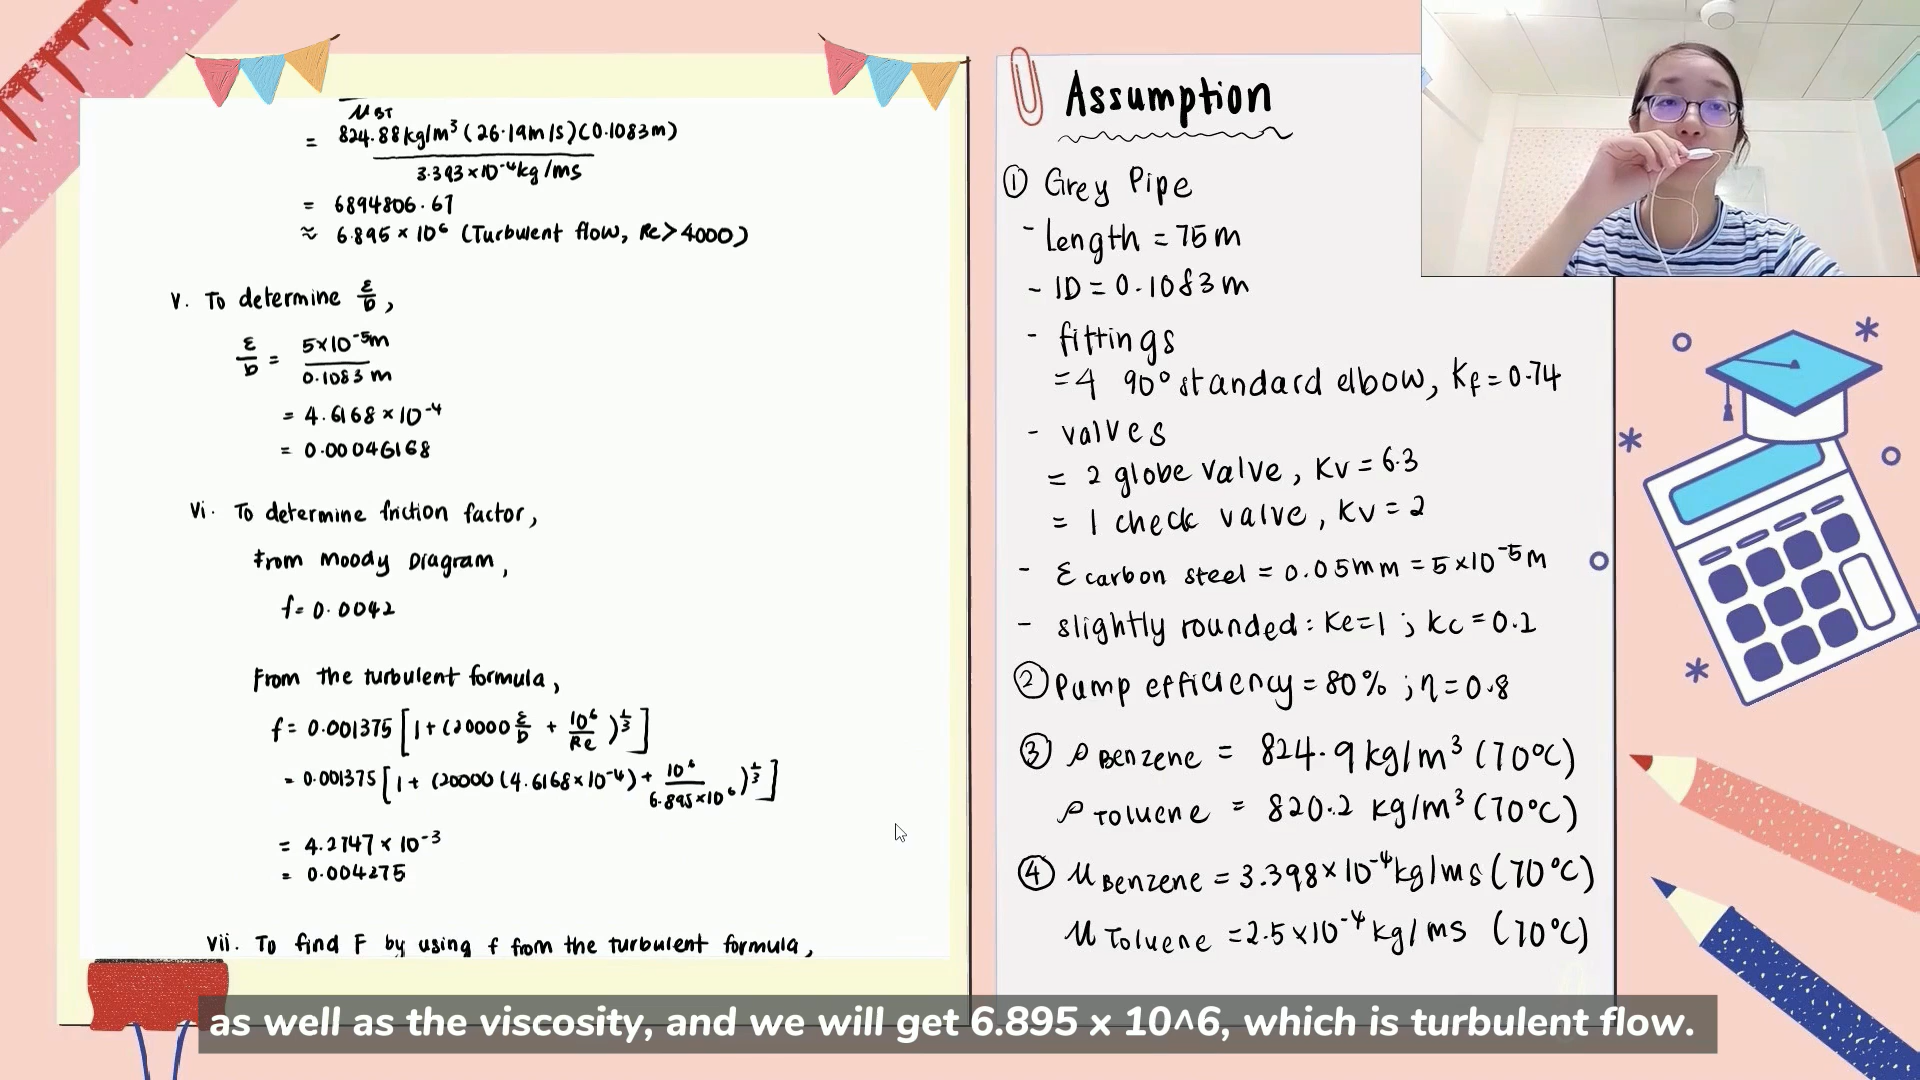 μBT
= 824.88 kg/m³ (26.19m/s)(0.1083m)
3.393×10⁻⁴kg/ms
= 6894806.67
≈ 6.895 × 10⁶ (Turbulent flow, Re>4000)
v. To determine ε/D,
ε/D = 5×10⁻⁵m / 0.1083 m
= 4.6168 × 10⁻⁴
= 0.00046168
vi. To determine friction factor,
From Moody Diagram,
f= 0.0042
From the turbulent formula,
f = 0.001375 [1 + (20000 ε/D + 10⁶/Re)^1/3]
= 0.001375 [1 + (20000 (4.6168 × 10⁻⁴) + 10⁶/6.895×10⁶)^1/3]
= 4.2747 × 10⁻³
= 0.004275
vii. To find F by using f from the turbulent formula,
Assumption
① Grey Pipe
- Length = 75 m
- ID = 0.1083 m
- fittings
= 4 90° standard elbow, Kf = 0.74
- valves
= 2 globe valve, Kv = 6.3
= 1 check valve, Kv = 2
- ε carbon steel = 0.05mm = 5×10⁻⁵m
- slightly rounded: Ke=1 ; Kc = 0.2
② Pump efficiency = 80% ; η = 0.8
③ ρ Benzene = 824.9 kg/m³ (70°C)
ρ Toluene = 820.2 kg/m³ (70°C)
④ μ Benzene = 3.398×10⁻⁴kg/ms (70°C)
μ Toluene = 2.5×10⁻⁴ kg/ms (70°C)
as well as the viscosity, and we will get 6.895 x 10^6, which is turbulent flow.